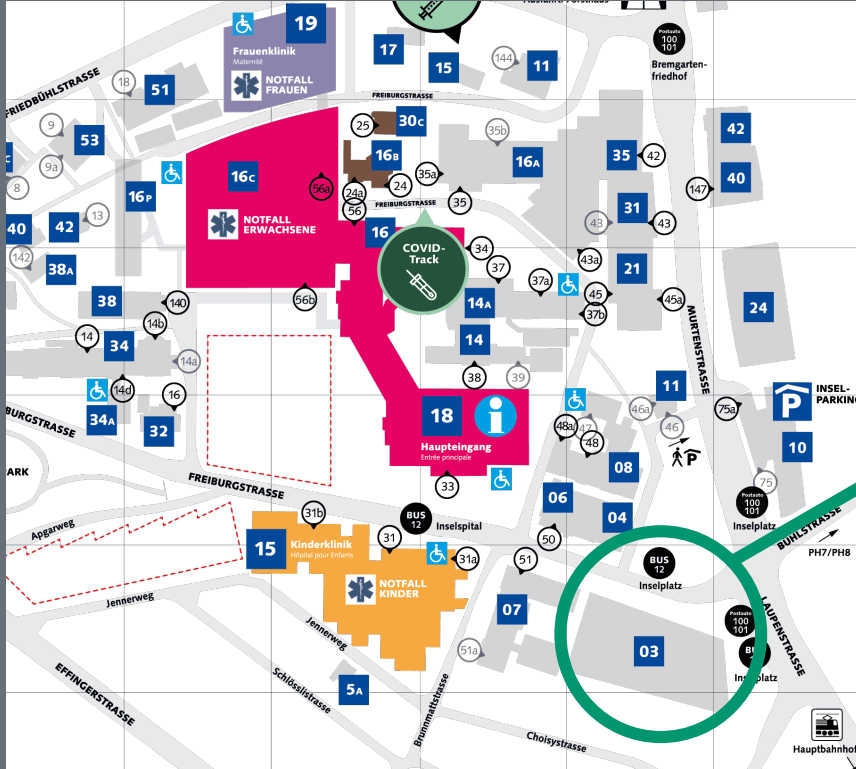 19
Frauenklinik
Maternité
NOTFALL
FRAUEN
17
15
144
11
Postauto
100
101
Bremgarten-
friedhof
FRIEDBÜHLSTRASSE
18
51
9
53
9a
C
8
FREIBURGSTRASSE
25
30C
16B
35b
16A
35
42
42
40
147
16C
56a
24a
24
35a
35
56
FREIBURGSTRASSE
16P
13
42
40
142
38A
NOTFALL
ERWACHSENE
16
COVID-
Track
34
37
37a
43a
43
31
43
21
45
45a
37b
24
38
140
56b
14A
14
14
14b
34
14a
14d
16
34A
32
38
39
MURTENSTRASSE
18
Haupteingang
Entrée principale
33
11
46a
46
48a
47
48
P
75a
INSEL-
PARKING
10
75
08
06
04
BURGSTRASSE
ARK
FREIBURGSTRASSE
BUS
12
Inselspital
Postauto
100
101
Inselplatz
BÜHLSTRASSE
PH7/PH8
Apgarweg
31b
15
Kinderklinik
Hôpital pour Enfants
31
31a
NOTFALL
KINDER
50
51
BUS
12
Inselplatz
Jennerweg
Jennerweg
07
51a
03
Postauto
100
101
Inselplatz
LAUPENSTRASSE
EFFINGERSTRASSE
Schlösslistrasse
5A
Brunnmattstrasse
Choisystrasse
Hauptbahnhof